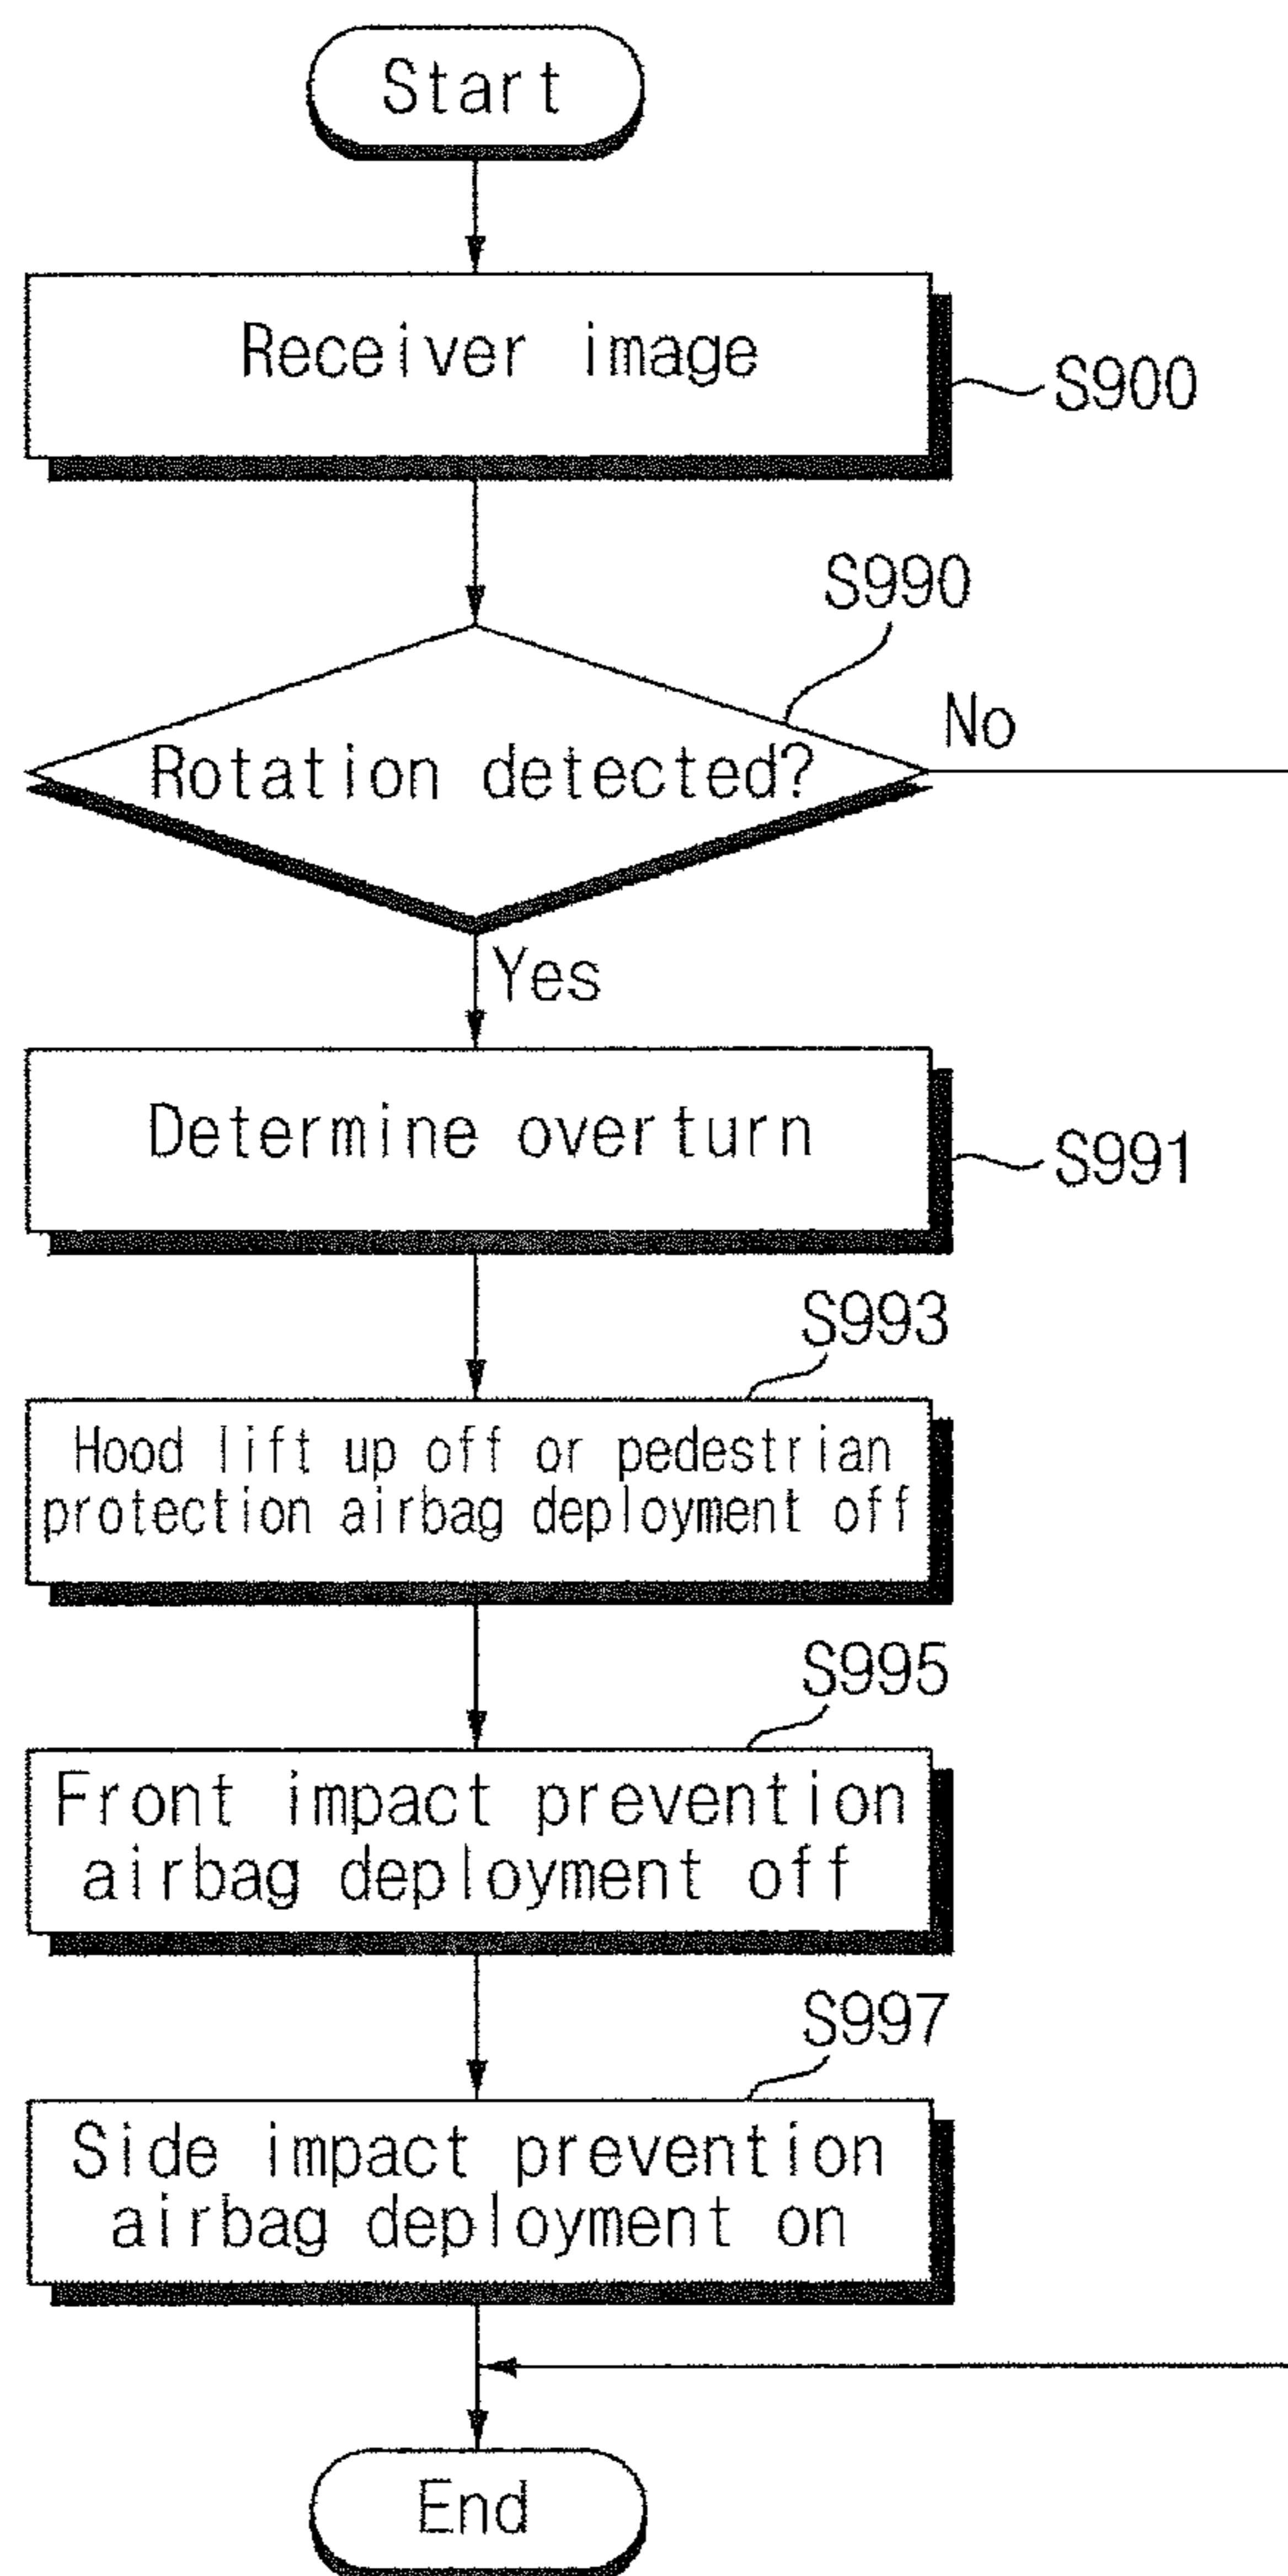 Start
Receiver image
S900
S990
Rotation detected?
No
Yes
Determine overturn
S991
S993
Hood lift up off or pedestrian
protection airbag deployment off
S995
Front impact prevention
airbag deployment off
S997
Side impact prevention
airbag deployment on
End